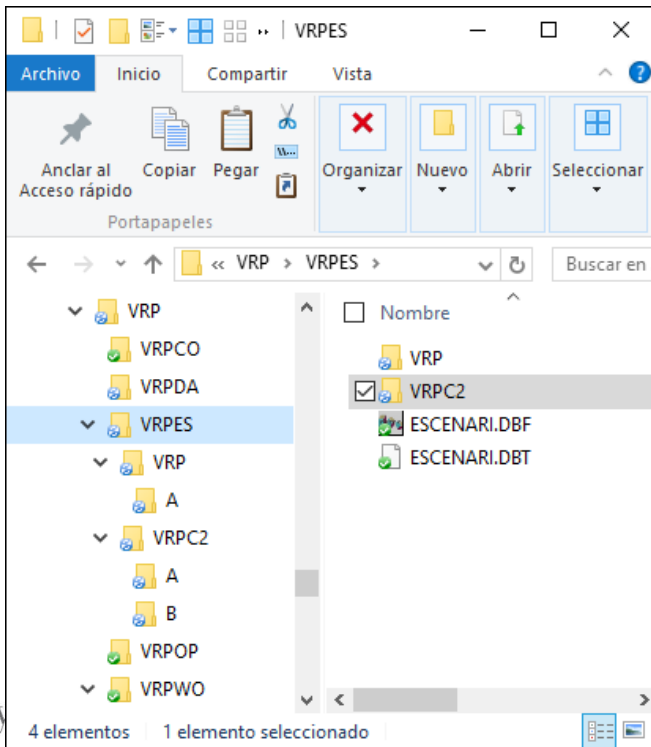 VRPES
Archivo Inicio Compartir Vista
Anclar al
Acceso rápido
Copiar Pegar Organizar Nuevo Abrir Seleccionar
Portapapeles
« VRP > VRPES > Buscar en
VRP
VRPCO
VRPDA
VRPES
VRP
A
VRPC2
A
B
VRPOP
VRPWO
Nombre
VRP
VRPC2
ESCENARI.DBF
ESCENARI.DBT
4 elementos 1 elemento seleccionado